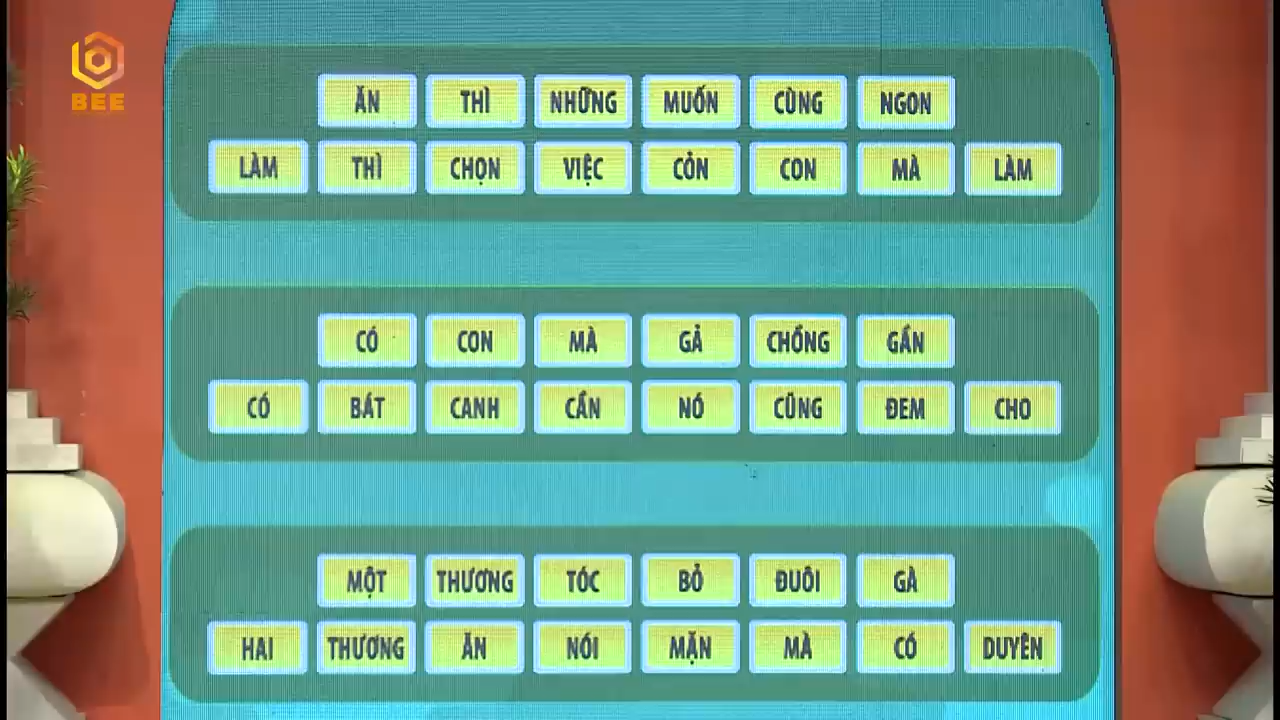 BEE
ĂN THÌ NHỮNG MUỐN CÙNG NGON
LÀM THÌ CHỌN VIỆC CỎN CON MÀ LÀM
CÓ CON MÀ GẢ CHỒNG GẦN
CÓ BÁT CANH CẦN NÓ CŨNG ĐEM CHO
MỘT THƯƠNG TÓC BỎ ĐUÔI GÀ
HAI THƯƠNG ĂN NÓI MẶN MÀ CÓ DUYÊN